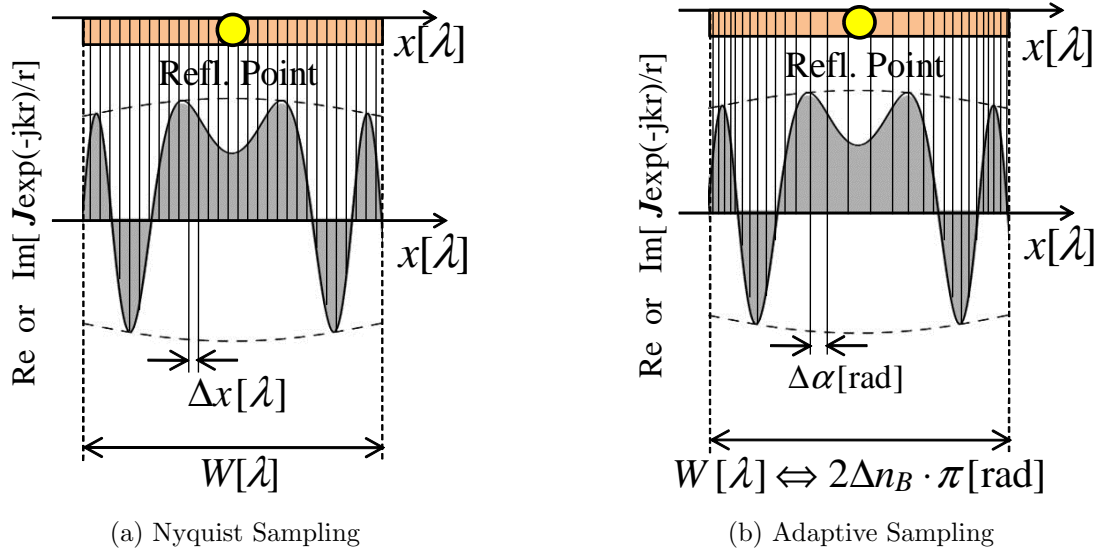 x[λ]
Refl. Point
Re or Im[Jexp(-jkr)/r]
x[λ]
Δx[λ]
W[λ]
(a) Nyquist Sampling
x[λ]
Refl. Point
Re or Im[Jexp(-jkr)/r]
x[λ]
Δα[rad]
W[λ] ⇔ 2Δn_B · π[rad]
(b) Adaptive Sampling